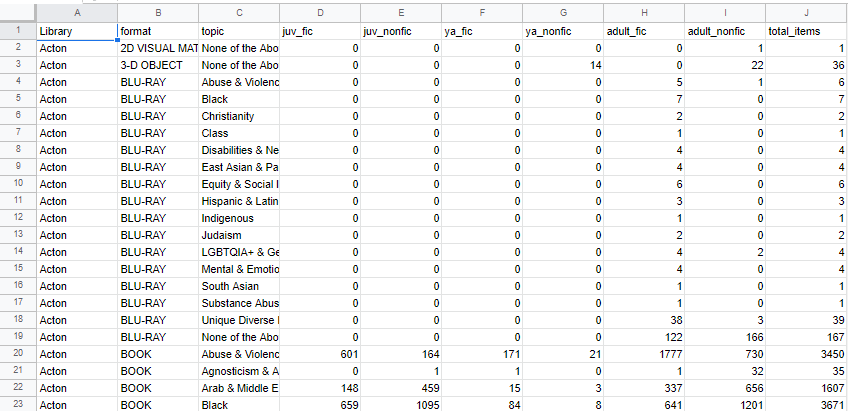 A B C D E F G H I J
1 Library format topic juv_fic juv_nonfic ya_fic ya_nonfic adult_fic adult_nonfic total_items
2 Acton 2D VISUAL MAT None of the Abo 0 0 0 0 0 1 1
3 Acton 3-D OBJECT None of the Abo 0 0 0 14 0 22 36
4 Acton BLU-RAY Abuse & Violenc 0 0 0 0 5 1 6
5 Acton BLU-RAY Black 0 0 0 0 7 0 7
6 Acton BLU-RAY Christianity 0 0 0 0 2 0 2
7 Acton BLU-RAY Class 0 0 0 0 1 0 1
8 Acton BLU-RAY Disabilities & Ne 0 0 0 0 4 0 4
9 Acton BLU-RAY East Asian & Pa 0 0 0 0 4 0 4
10 Acton BLU-RAY Equity & Social I 0 0 0 0 6 0 6
11 Acton BLU-RAY Hispanic & Latin 0 0 0 0 3 0 3
12 Acton BLU-RAY Indigenous 0 0 0 0 1 0 1
13 Acton BLU-RAY Judaism 0 0 0 0 2 0 2
14 Acton BLU-RAY LGBTQIA+ & Ge 0 0 0 0 4 2 4
15 Acton BLU-RAY Mental & Emotio 0 0 0 0 4 0 4
16 Acton BLU-RAY South Asian 0 0 0 0 1 0 1
17 Acton BLU-RAY Substance Abus 0 0 0 0 1 0 1
18 Acton BLU-RAY Unique Diverse 0 0 0 0 38 3 39
19 Acton BLU-RAY None of the Abo 0 0 0 0 122 166 167
20 Acton BOOK Abuse & Violenc 601 164 171 21 1777 730 3450
21 Acton BOOK Agnosticism & A 0 1 1 0 1 32 35
22 Acton BOOK Arab & Middle E 148 459 15 3 337 656 1607
23 Acton BOOK Black 659 1095 84 8 641 1201 3671